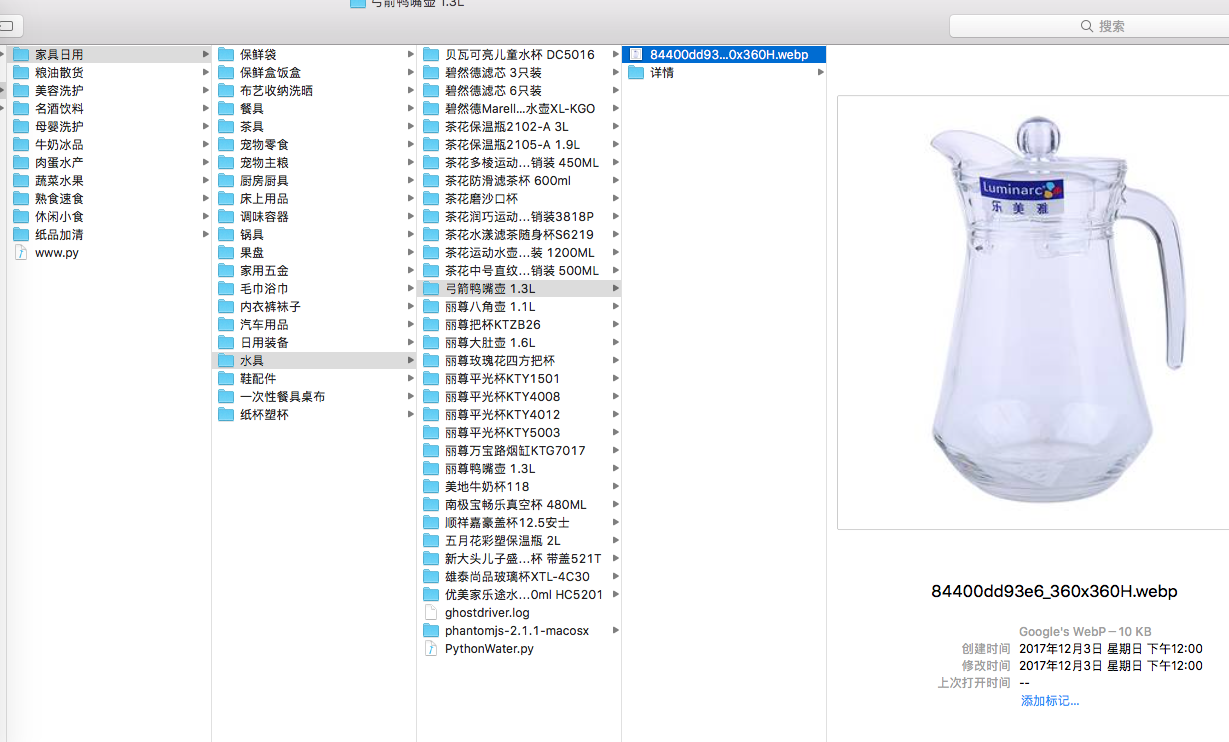 弓箭鸭嘴壶 1.3L
搜索
家具日用
粮油散货
美容洗护
名酒饮料
母婴洗护
牛奶冰品
肉蛋水产
蔬菜水果
熟食速食
休闲小食
纸品加清
www.py
保鲜袋
保鲜盒饭盒
布艺收纳洗晒
餐具
茶具
宠物零食
宠物主粮
厨房厨具
床上用品
调味容器
锅具
果盘
家用五金
毛巾浴巾
内衣裤袜子
汽车用品
日用装备
水具
鞋配件
一次性餐具桌布
纸杯塑杯
贝瓦可亮儿童水杯 DC5016
碧然德滤芯 3只装
碧然德滤芯 6只装
碧然德Marell...水壶XL-KGO
茶花保温瓶2102-A 3L
茶花保温瓶2105-A 1.9L
茶花多棱运动...销装 450ML
茶花防滑滤茶杯 600ml
茶花磨沙口杯
茶花润巧运动...销装3818P
茶花水漾滤茶随身杯S6219
茶花运动水壶...装 1200ML
茶花中号直纹...销装 500ML
弓箭鸭嘴壶 1.3L
丽尊八角壶 1.1L
丽尊把杯KTZB26
丽尊大肚壶 1.6L
丽尊玫瑰花四方把杯
丽尊平光杯KTY1501
丽尊平光杯KTY4008
丽尊平光杯KTY4012
丽尊平光杯KTY5003
丽尊万宝路烟缸KTG7017
丽尊鸭嘴壶 1.3L
美地牛奶杯118
南极宝畅乐真空杯 480ML
顺祥嘉豪盖杯12.5安士
五月花彩塑保温瓶 2L
新大头儿子盛...杯 带盖521T
雄泰尚品玻璃杯XTL-4C30
优美家乐途水...0ml HC5201
ghostdriver.log
phantomjs-2.1.1-macosx
PythonWater.py
84400dd93...0x360H.webp
详情
Luminarc
乐美雅
84400dd93e6_360x360H.webp
Google's WebP－10 KB
创建时间 2017年12月3日 星期日 下午12:00
修改时间 2017年12月3日 星期日 下午12:00
上次打开时间 --
添加标记...